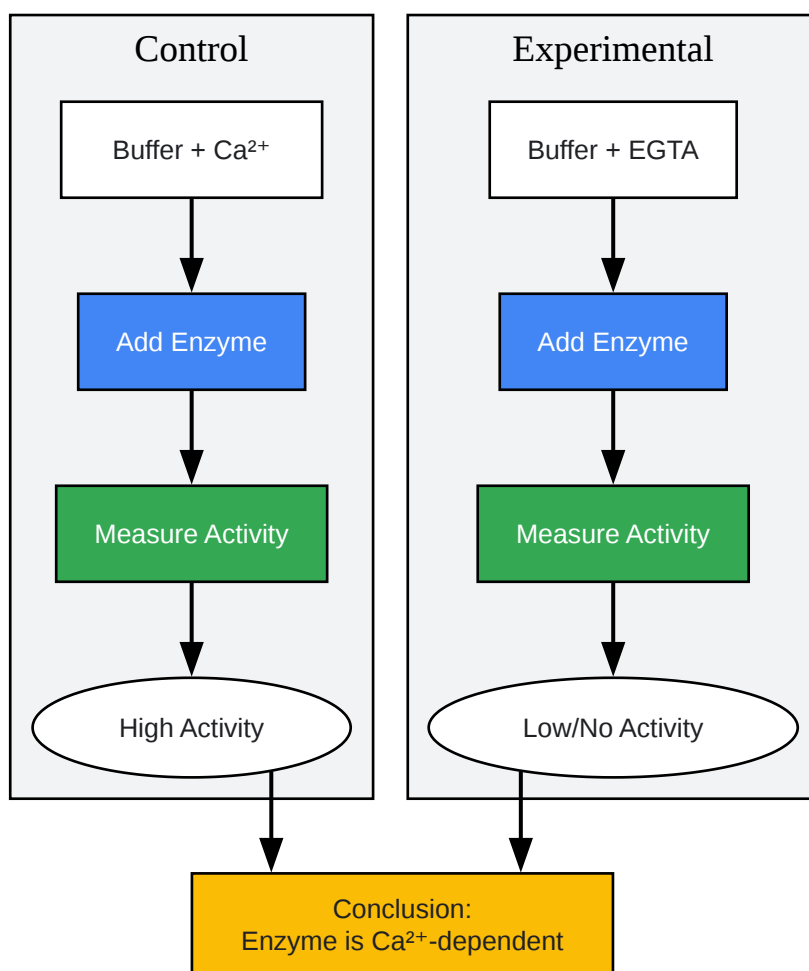 Control
Buffer + Ca²⁺
Add Enzyme
Measure Activity
High Activity
Experimental
Buffer + EGTA
Add Enzyme
Measure Activity
Low/No Activity
Conclusion:
Enzyme is Ca²⁺-dependent